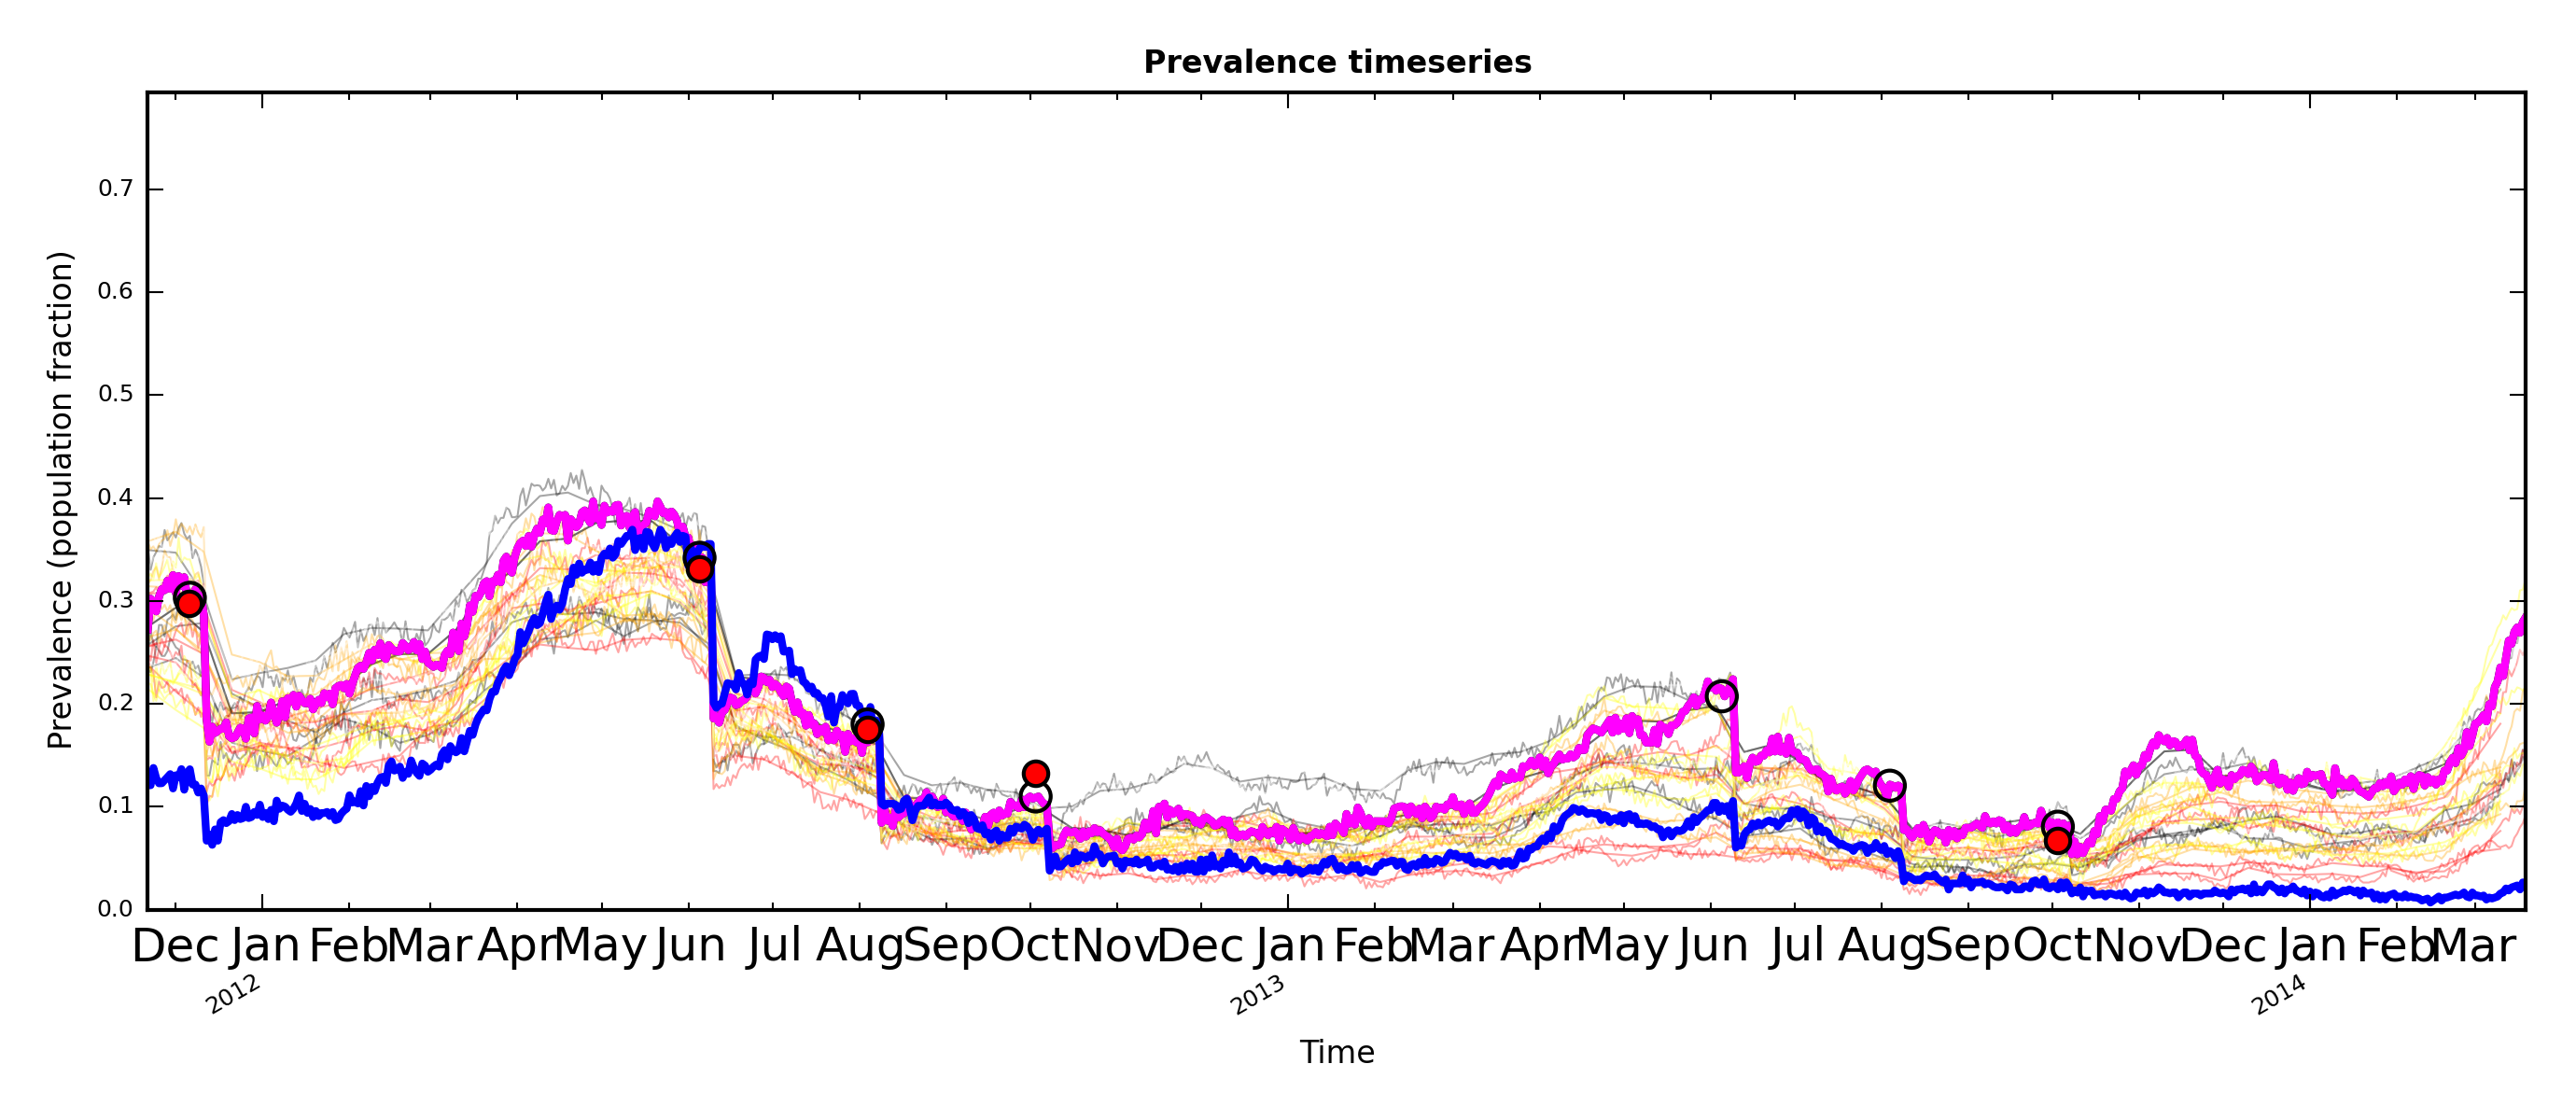 Prevalence timeseries
Prevalence (population fraction)
0.7
0.6
0.5
0.4
0.3
0.2
0.1
0.0
Dec Jan Feb Mar Apr May Jun Jul Aug Sep Oct Nov Dec Jan Feb Mar Apr May Jun Jul Aug Sep Oct Nov Dec Jan Feb Mar
2012 2013 2014
Time